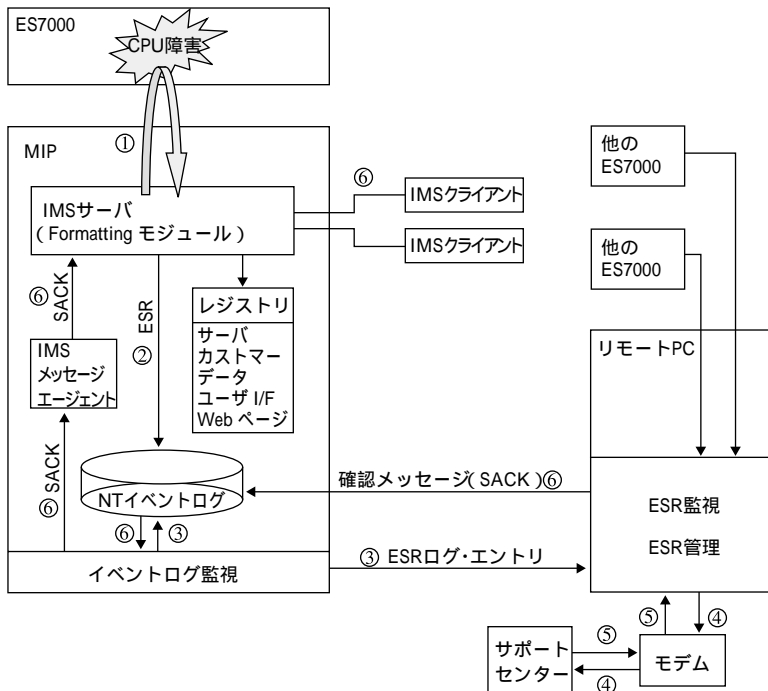 ES7000
CPU障害
MIP
①
IMSサーバ
( Formatting モジュール )
⑥
IMSクライアント
IMSクライアント
他の
ES7000
他の
ES7000
⑥
SACK
②
ESR
レジストリ
サーバ
カストマー
データ
ユーザ I/F
Web ページ
IMS
メッセージ
エージェント
リモートPC
⑥
SACK
NTイベントログ
確認メッセージ( SACK )⑥
ESR監視
ESR管理
⑥
③
イベントログ監視
③ ESRログ・エントリ
⑤
④
サポート
センター
⑤
④
モデム